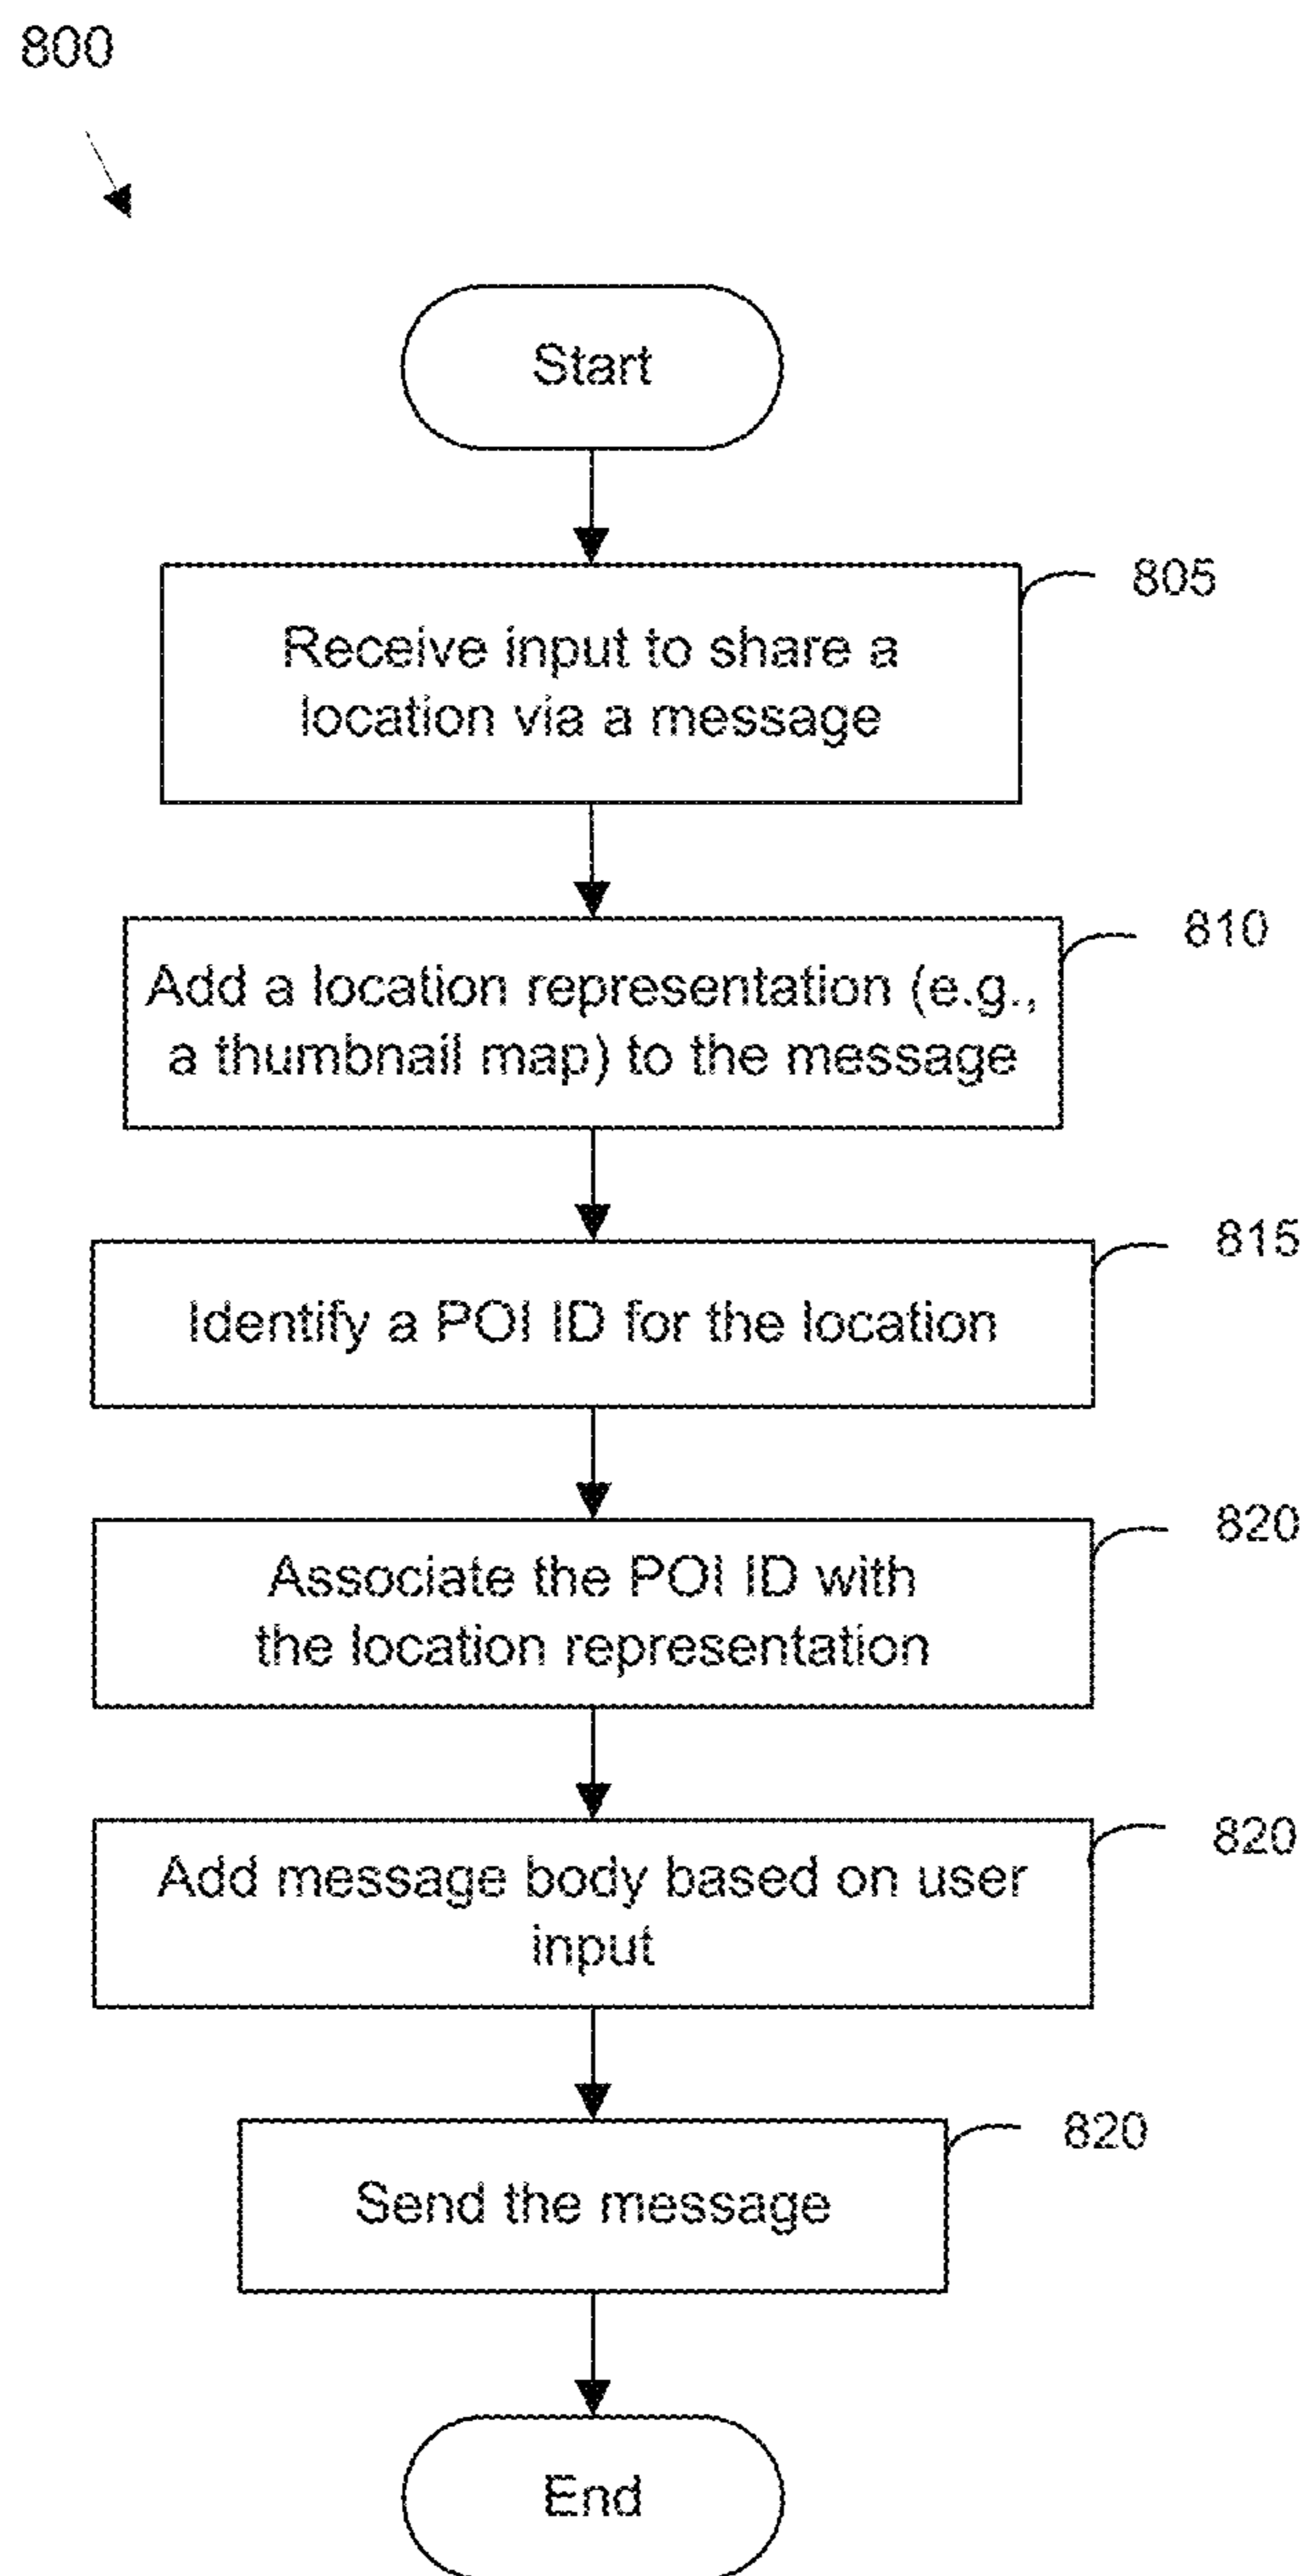 800
Start
805
Receive input to share a
location via a message
810
Add a location representation (e.g.,
a thumbnail map) to the message
815
Identify a POI ID for the location
820
Associate the POI ID with
the location representation
820
Add message body based on user
input
820
Send the message
End